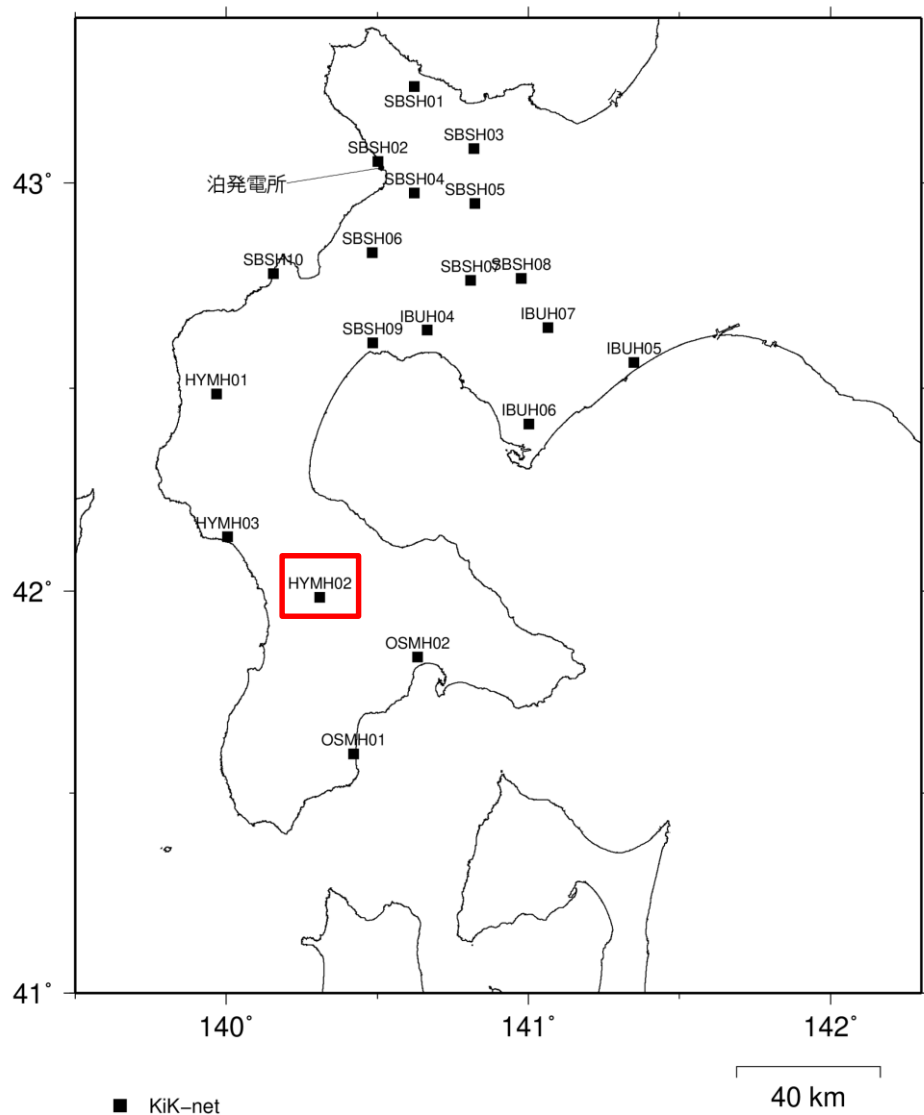 SBSH01
SBSH03
SBSH02
43°
泊発電所
SBSH04
SBSH05
SBSH06
SBSH10
SBSH07
SBSH08
IBUH04
IBUH07
SBSH09
IBUH05
HYMH01
IBUH06
HYMH03
HYMH02
42°
OSMH02
OSMH01
41°
140°
141°
142°
40 km
KiK-net